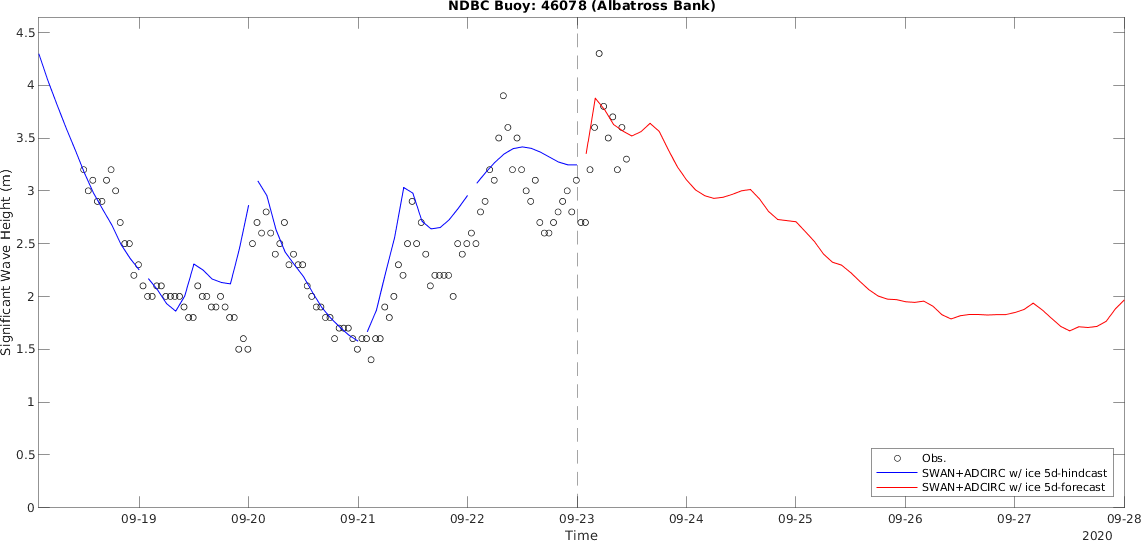 NDBC Buoy: 46078 (Albatross Bank)
4.5
4
3.5
3
2.5
2
1.5
1
0.5
0
Significant Wave Height (m)
09-19 09-20 09-21 09-22 09-23 09-24 09-25 09-26 09-27 09-28
Time
2020
Obs.
SWAN+ADCIRC w/ ice 5d-hindcast
SWAN+ADCIRC w/ ice 5d-forecast